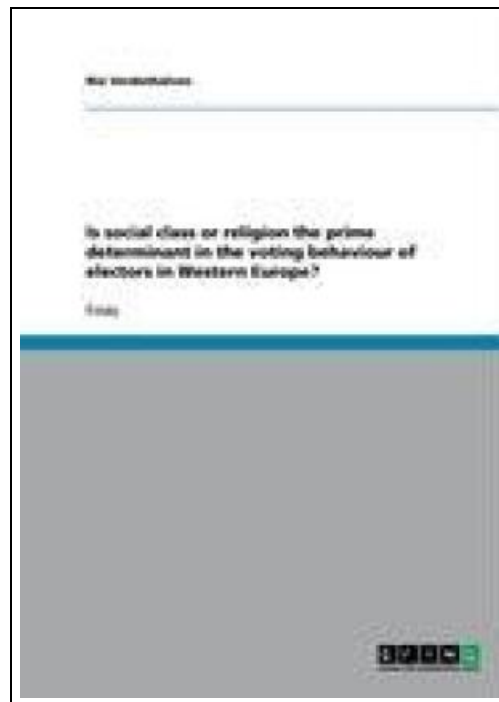 Is social class or religion the prime
determinant in the voting behaviour of
electors in Western Europe?
Essay